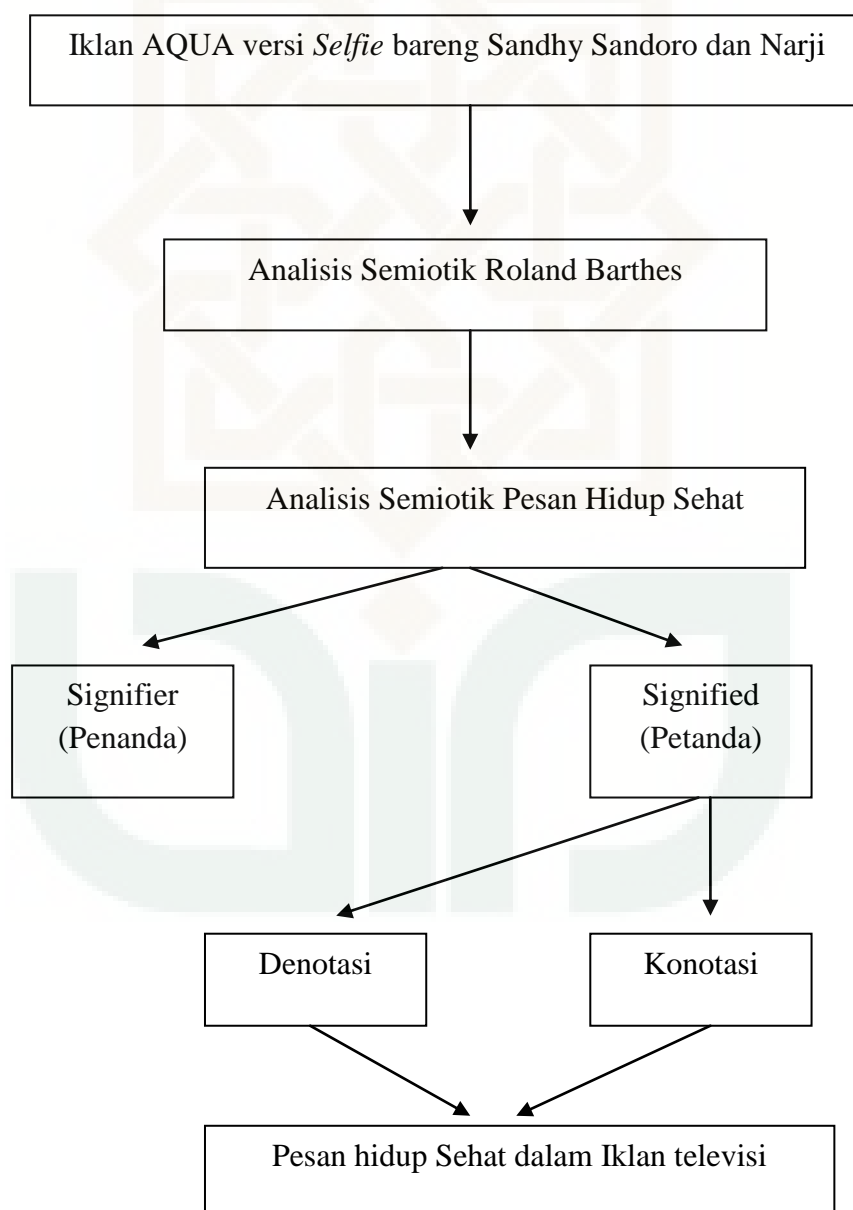 Iklan AQUA versi Selfie bareng Sandhy Sandoro dan Narji
Analisis Semiotik Roland Barthes
Analisis Semiotik Pesan Hidup Sehat
Signifier
(Penanda)
Signified
(Petanda)
Denotasi
Konotasi
Pesan hidup Sehat dalam Iklan televisi